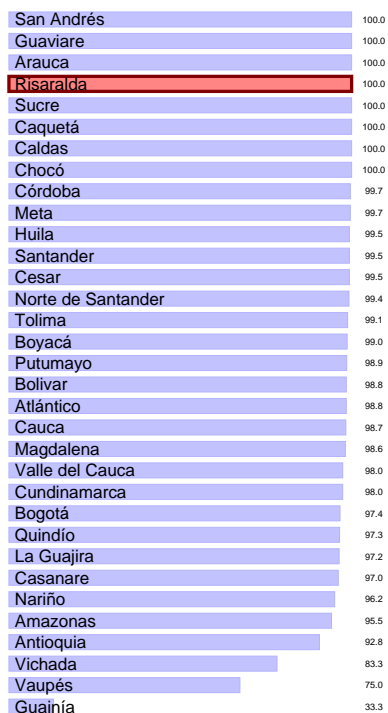 San Andrés 100.0
Guaviare 100.0
Arauca 100.0
Risaralda 100.0
Sucre 100.0
Caquetá 100.0
Caldas 100.0
Chocó 100.0
Córdoba 99.7
Meta 99.7
Huila 99.5
Santander 99.5
Cesar 99.5
Norte de Santander 99.4
Tolima 99.1
Boyacá 99.0
Putumayo 98.9
Bolivar 98.8
Atlántico 98.8
Cauca 98.7
Magdalena 98.6
Valle del Cauca 98.0
Cundinamarca 98.0
Bogotá 97.4
Quindío 97.3
La Guajira 97.2
Casanare 97.0
Nariño 96.2
Amazonas 95.5
Antioquia 92.8
Vichada 83.3
Vaupés 75.0
Guainía 33.3